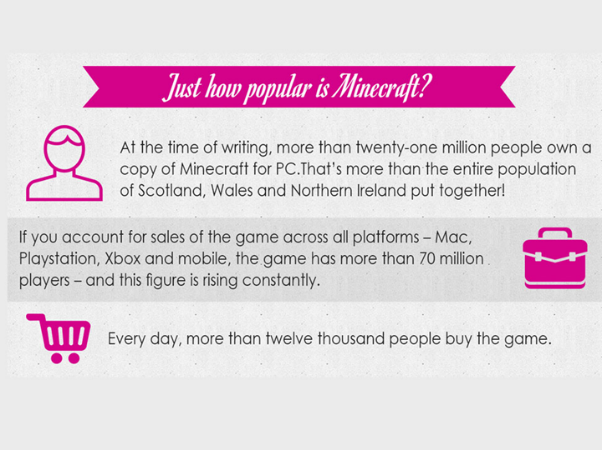 Just how popular is Minecraft?
At the time of writing, more than twenty-one million people own a
copy of Minecraft for PC.That's more than the entire population
of Scotland, Wales and Northern Ireland put together!
If you account for sales of the game across all platforms – Mac,
Playstation, Xbox and mobile, the game has more than 70 million
players – and this figure is rising constantly.
Every day, more than twelve thousand people buy the game.